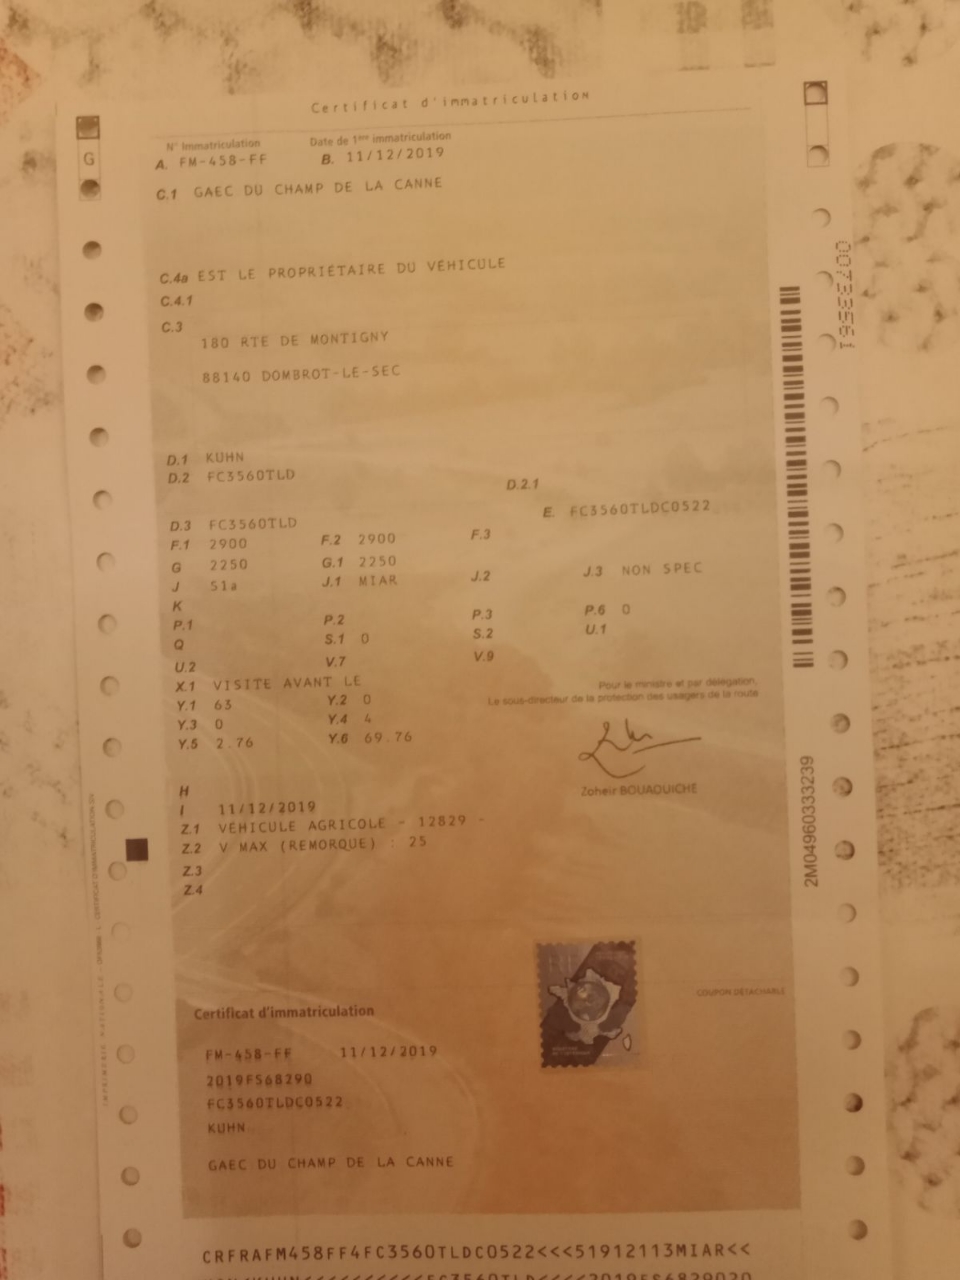 Certificat d'immatriculation
G
N° Immatriculation Date de 1ère immatriculation
A. FM-458-FF B. 11/12/2019
C.1 GAEC DU CHAMP DE LA CANNE
C.4a EST LE PROPRIETAIRE DU VEHICULE
C.4.1
C.3
180 RTE DE MONTIGNY
88140 DOMBROT-LE-SEC
D.1 KUHN
D.2 FC3560TLD
D.2.1
D.3 FC3560TLD E. FC3560TLDC0522
F.1 2900 F.2 2900 F.3
G 2250 G.1 2250
J 51a J.1 MIAR J.2 J.3 NON SPEC
K
P.1 P.2 P.3 P.6 0
Q S.1 0 S.2 U.1
U.2 V.7 V.9
X.1 VISITE AVANT LE
Y.1 63 Y.2 0
Y.3 0 Y.4 4
Y.5 2.76 Y.6 69.76
Pour le ministre et par délégation,
Le sous-directeur de la protection des usagers de la route
Zoheir BOUAOUICHE
H
I 11/12/2019
Z.1 VEHICULE AGRICOLE - 12829 -
Z.2 V MAX (REMORQUE) : 25
Z.3
Z.4
2M04960333239
COUPON DÉTACHABLE
Certificat d'immatriculation
FM-458-FF 11/12/2019
2019FS68290
FC3560TLDC0522
KUHN
GAEC DU CHAMP DE LA CANNE
CRFRAFM458FF4FC3560TLDC0522<<<51912113MIAR<<